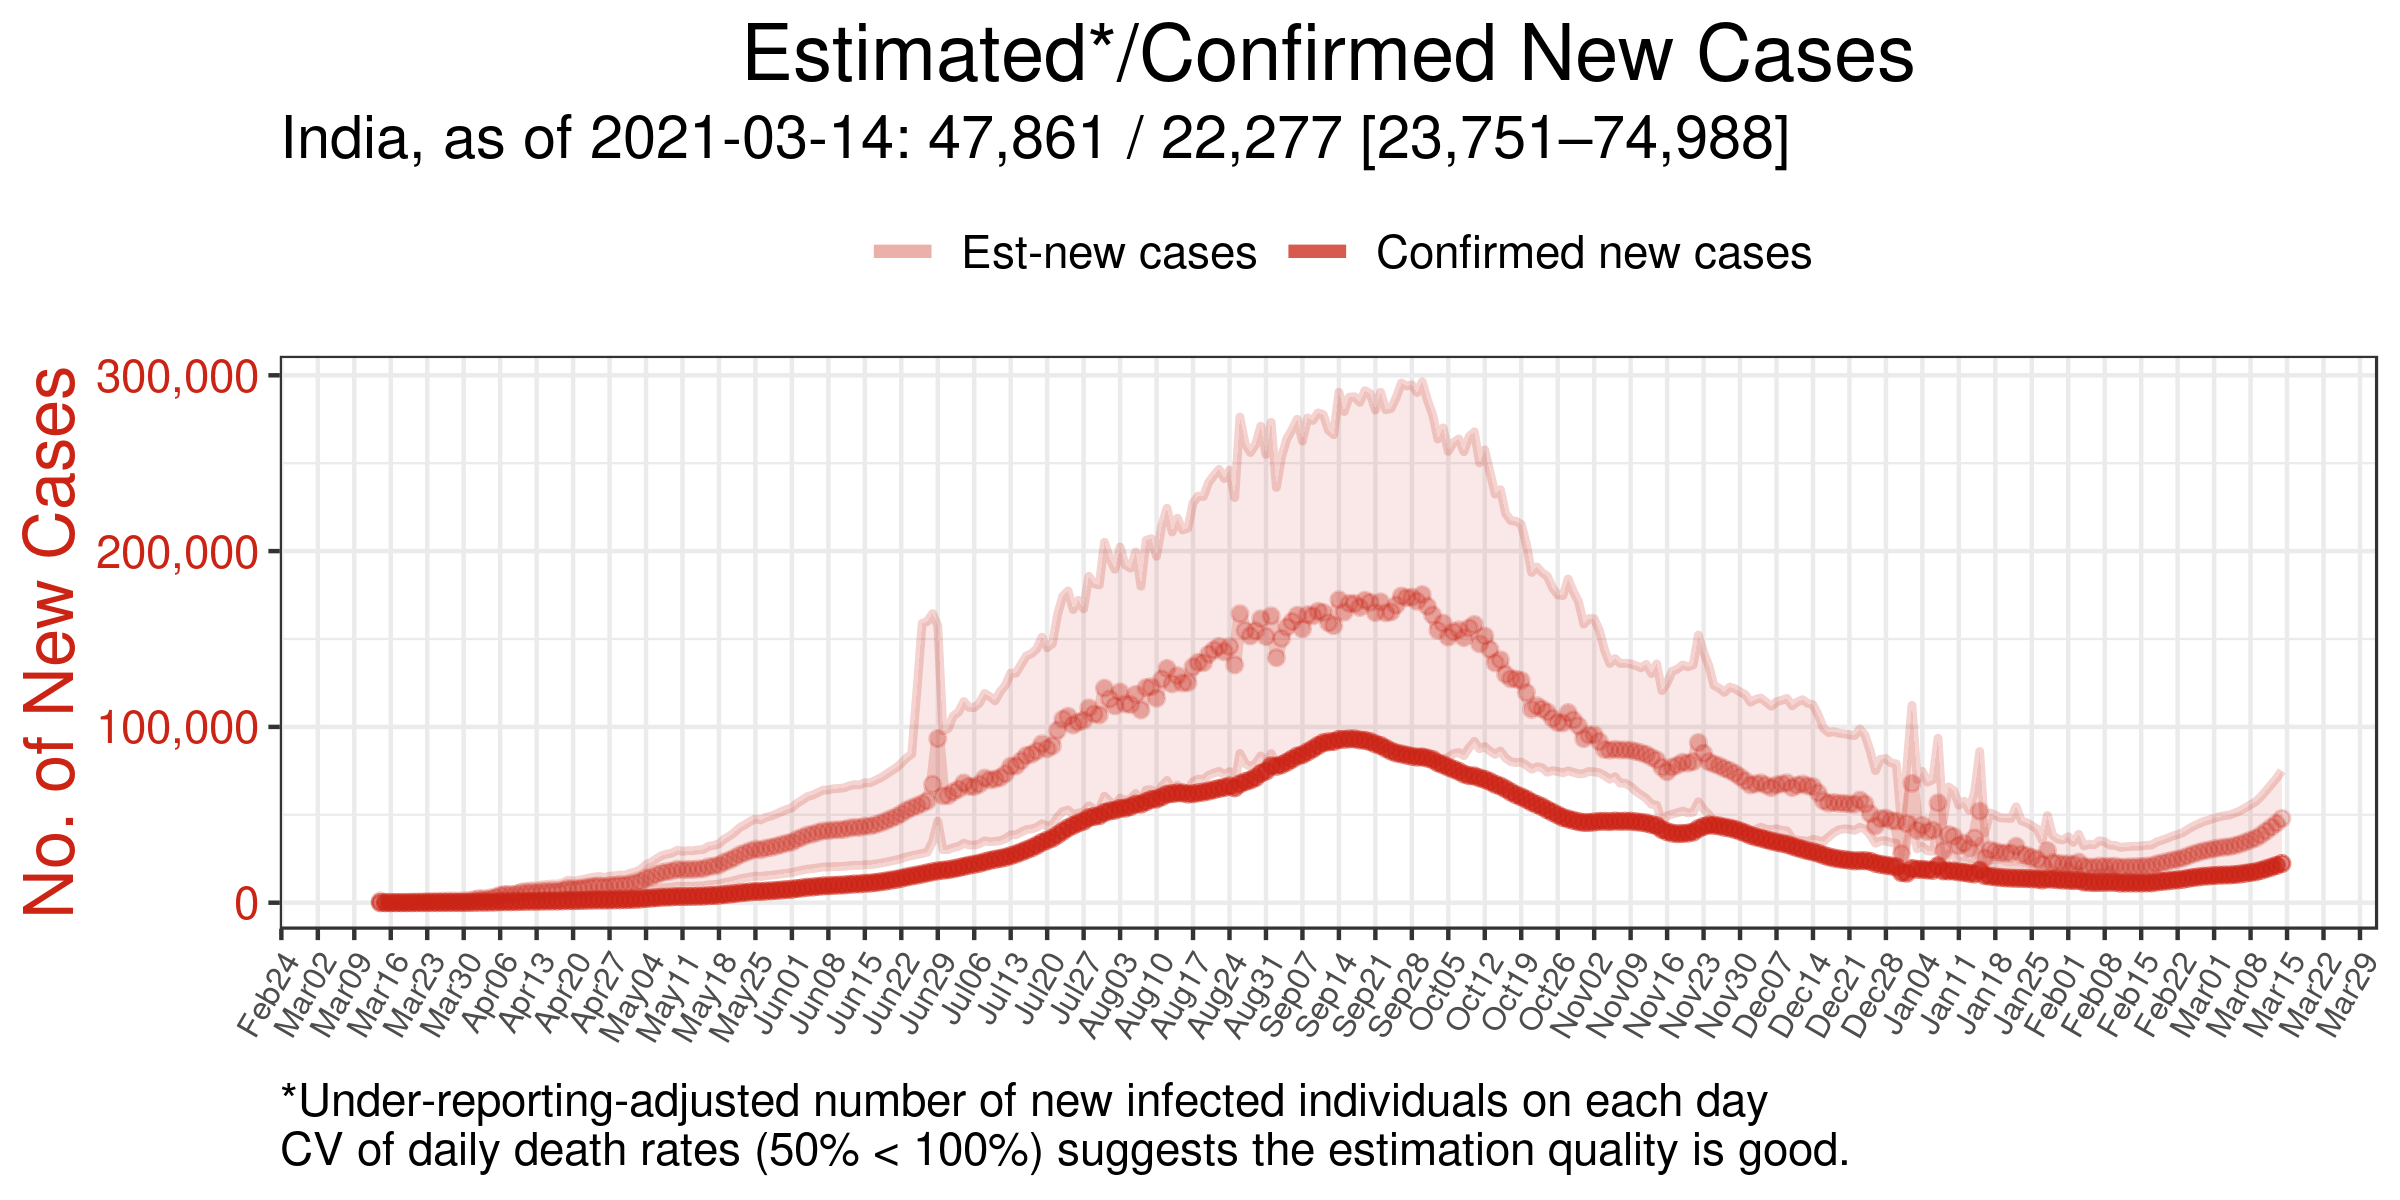 Estimated*/Confirmed New Cases
India, as of 2021-03-14: 47,861 / 22,277 [23,751–74,988]
Est-new cases Confirmed new cases
No. of New Cases
300,000
200,000
100,000
0
Feb24 Mar02 Mar09 Mar16 Mar23 Mar30 Apr06 Apr13 Apr20 Apr27 May04 May11 May18 May25 Jun01 Jun08 Jun15 Jun22 Jun29 Jul06 Jul13 Jul20 Jul27 Aug03 Aug10 Aug17 Aug24 Aug31 Sep07 Sep14 Sep21 Sep28 Oct05 Oct12 Oct19 Oct26 Nov02 Nov09 Nov16 Nov23 Nov30 Dec07 Dec14 Dec21 Dec28 Jan04 Jan11 Jan18 Jan25 Feb01 Feb08 Feb15 Feb22 Mar01 Mar08 Mar15 Mar22 Mar29
*Under-reporting-adjusted number of new infected individuals on each day
CV of daily death rates (50% < 100%) suggests the estimation quality is good.